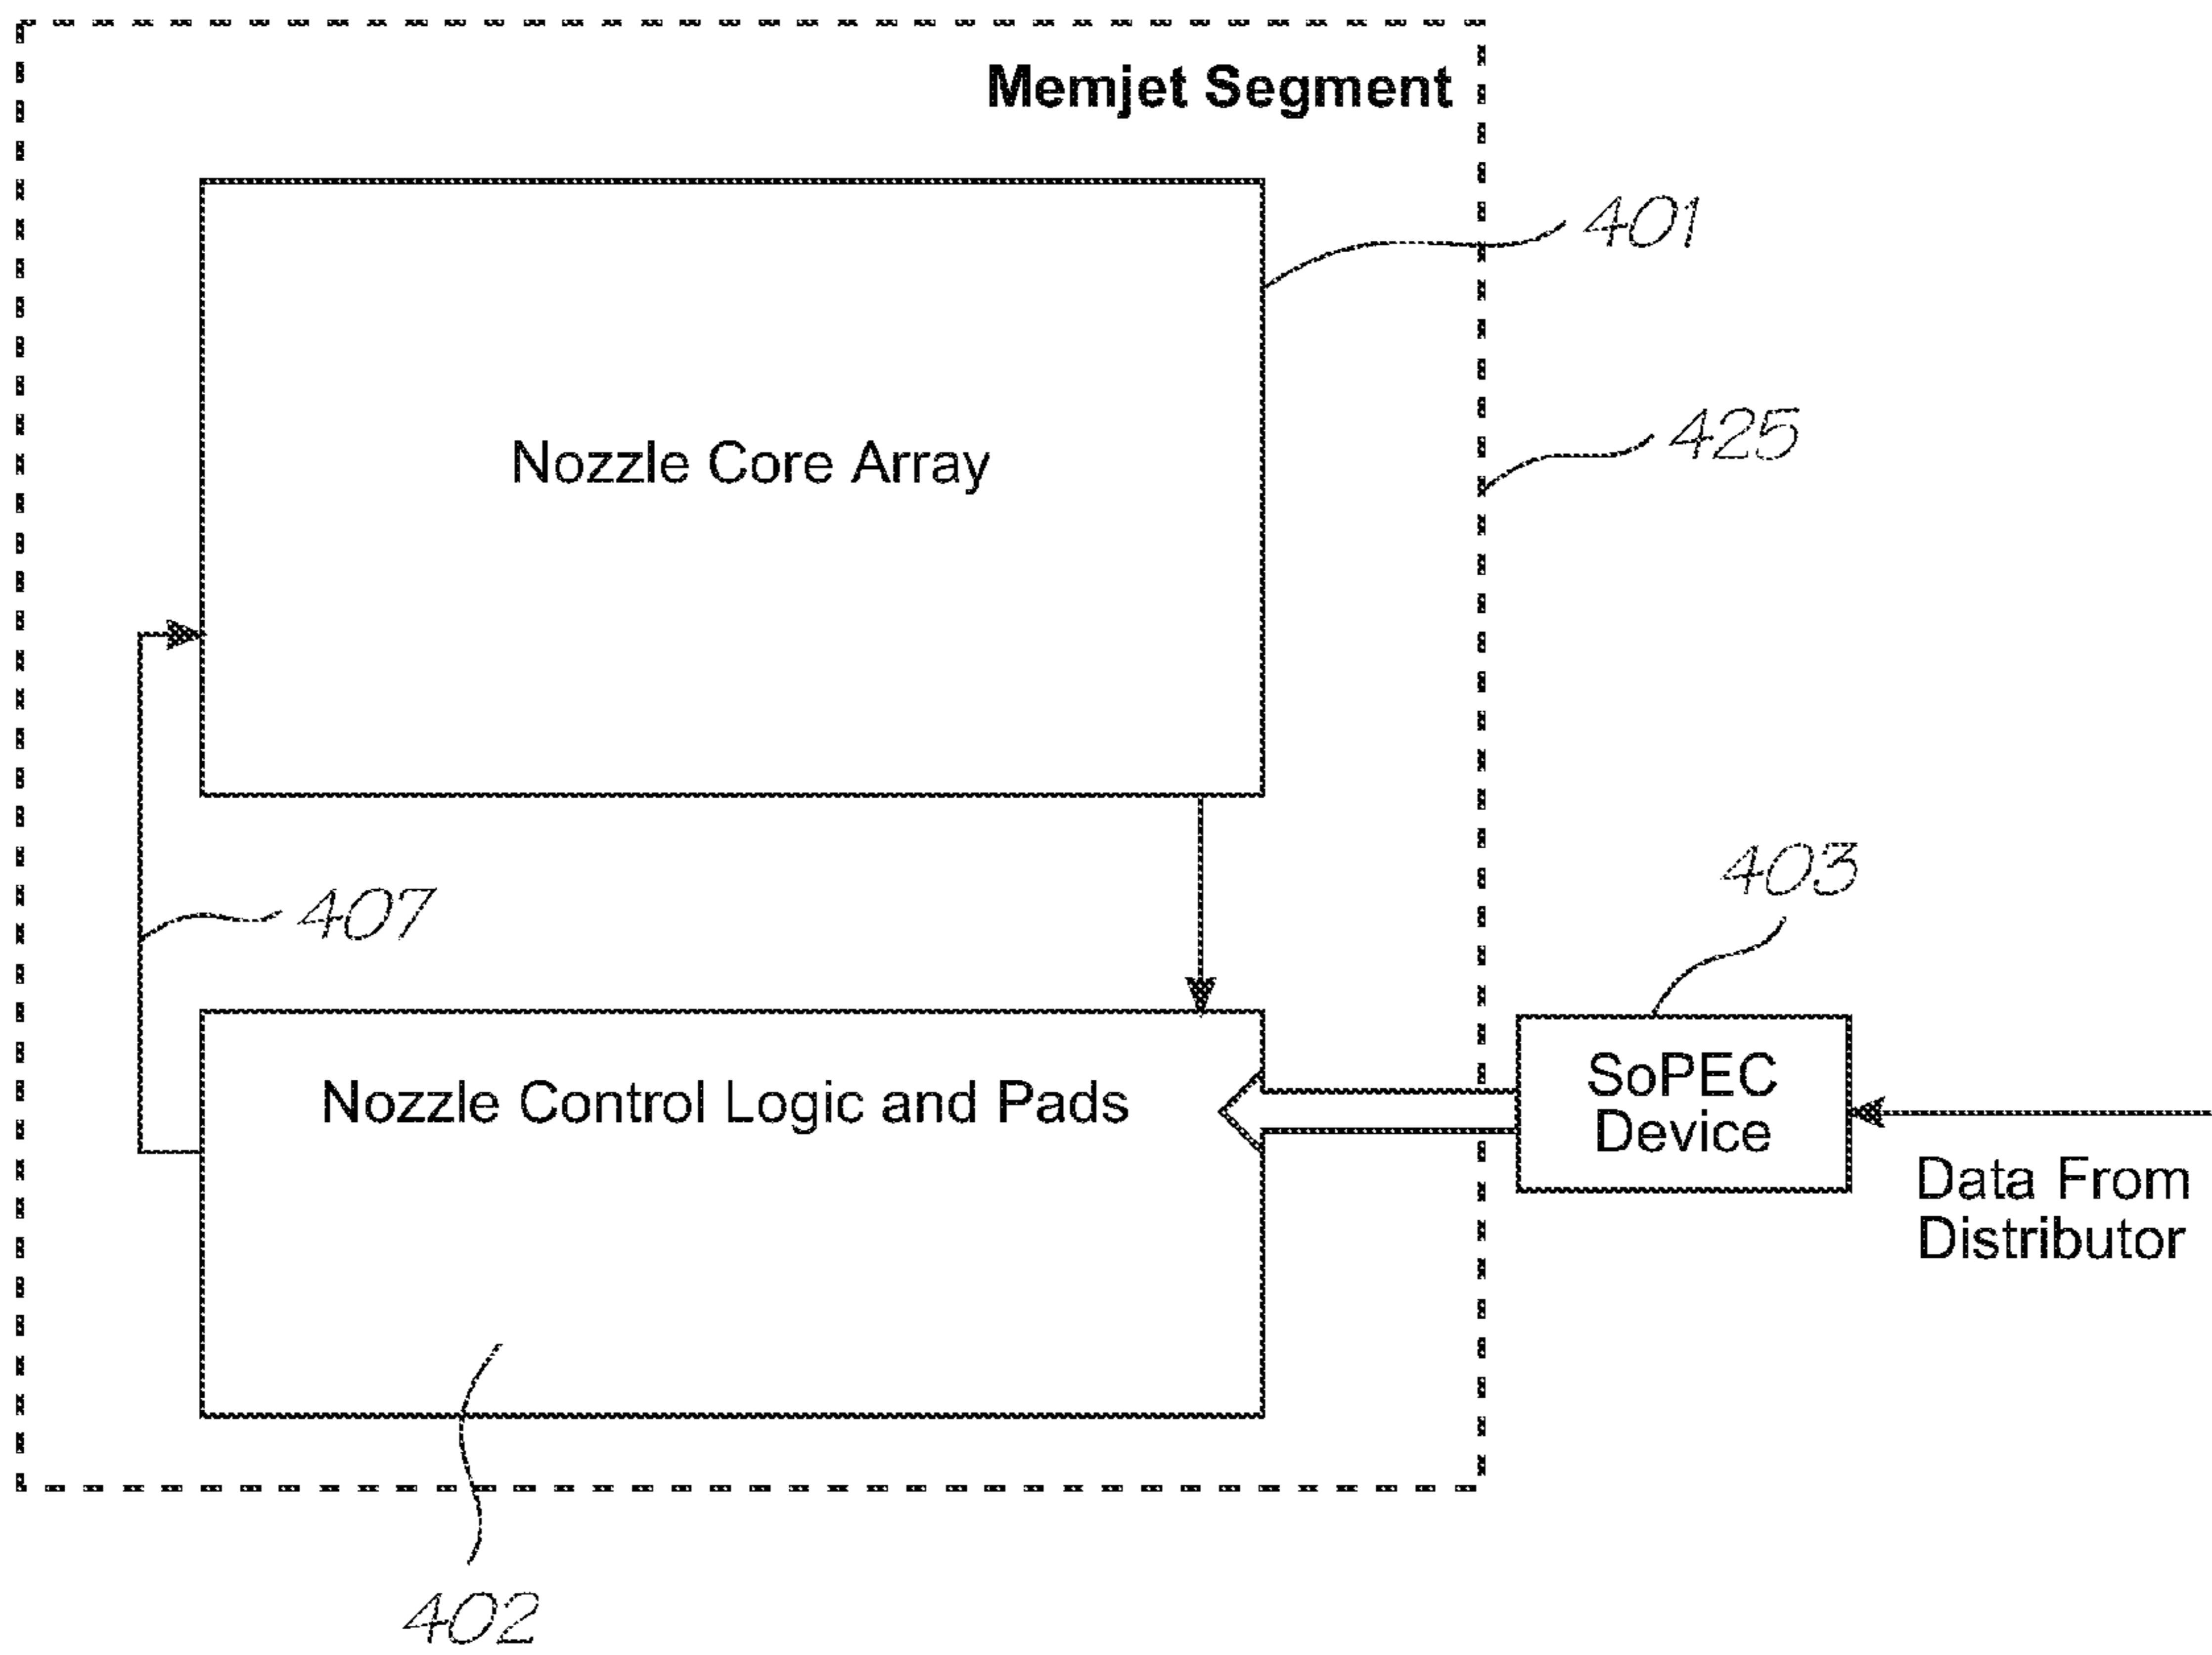 Memjet Segment
401
Nozzle Core Array
425
403
407
SoPEC
Device
Nozzle Control Logic and Pads
Data From
Distributor
402